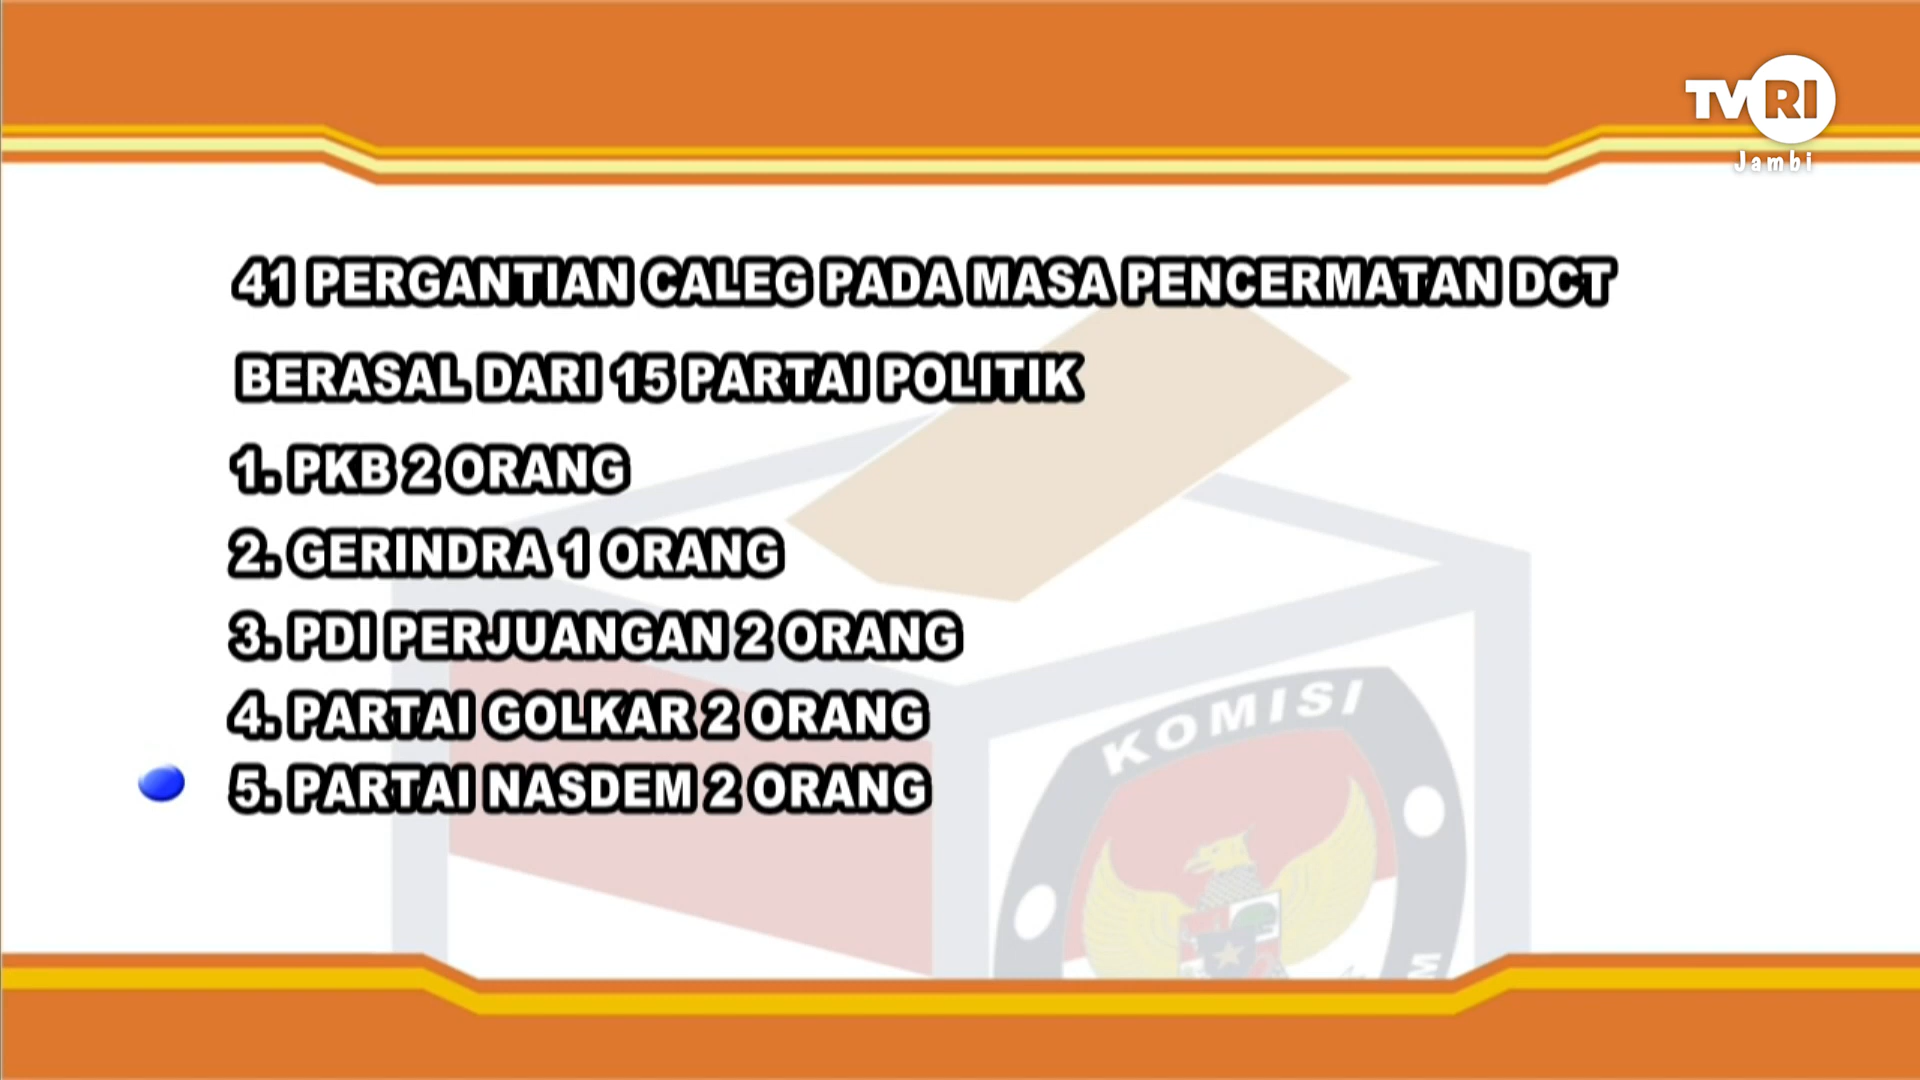 TVRI
Jambi
41 PERGANTIAN CALEG PADA MASA PENCERMATAN DCT
BERASAL DARI 15 PARTAI POLITIK
1. PKB 2 ORANG
2. GERINDRA 1 ORANG
3. PDI PERJUANGAN 2 ORANG
4. PARTAI GOLKAR 2 ORANG
5. PARTAI NASDEM 2 ORANG
KOMISI
M